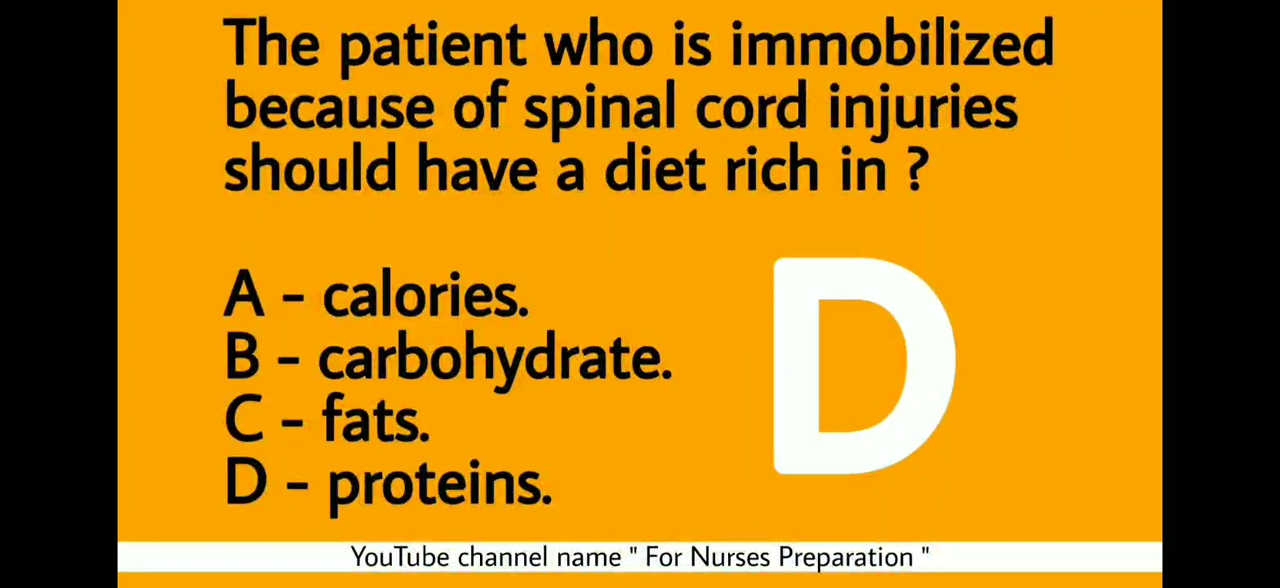 The patient who is immobilized
because of spinal cord injuries
should have a diet rich in ?
A - calories.
B - carbohydrate.
C - fats.
D - proteins.
D
YouTube channel name " For Nurses Preparation "